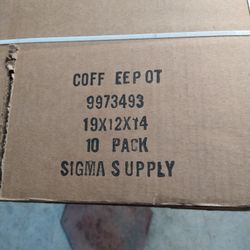 COFF EEPOT
9973493
19X12X14
10 PACK
SIGMA SUPPLY